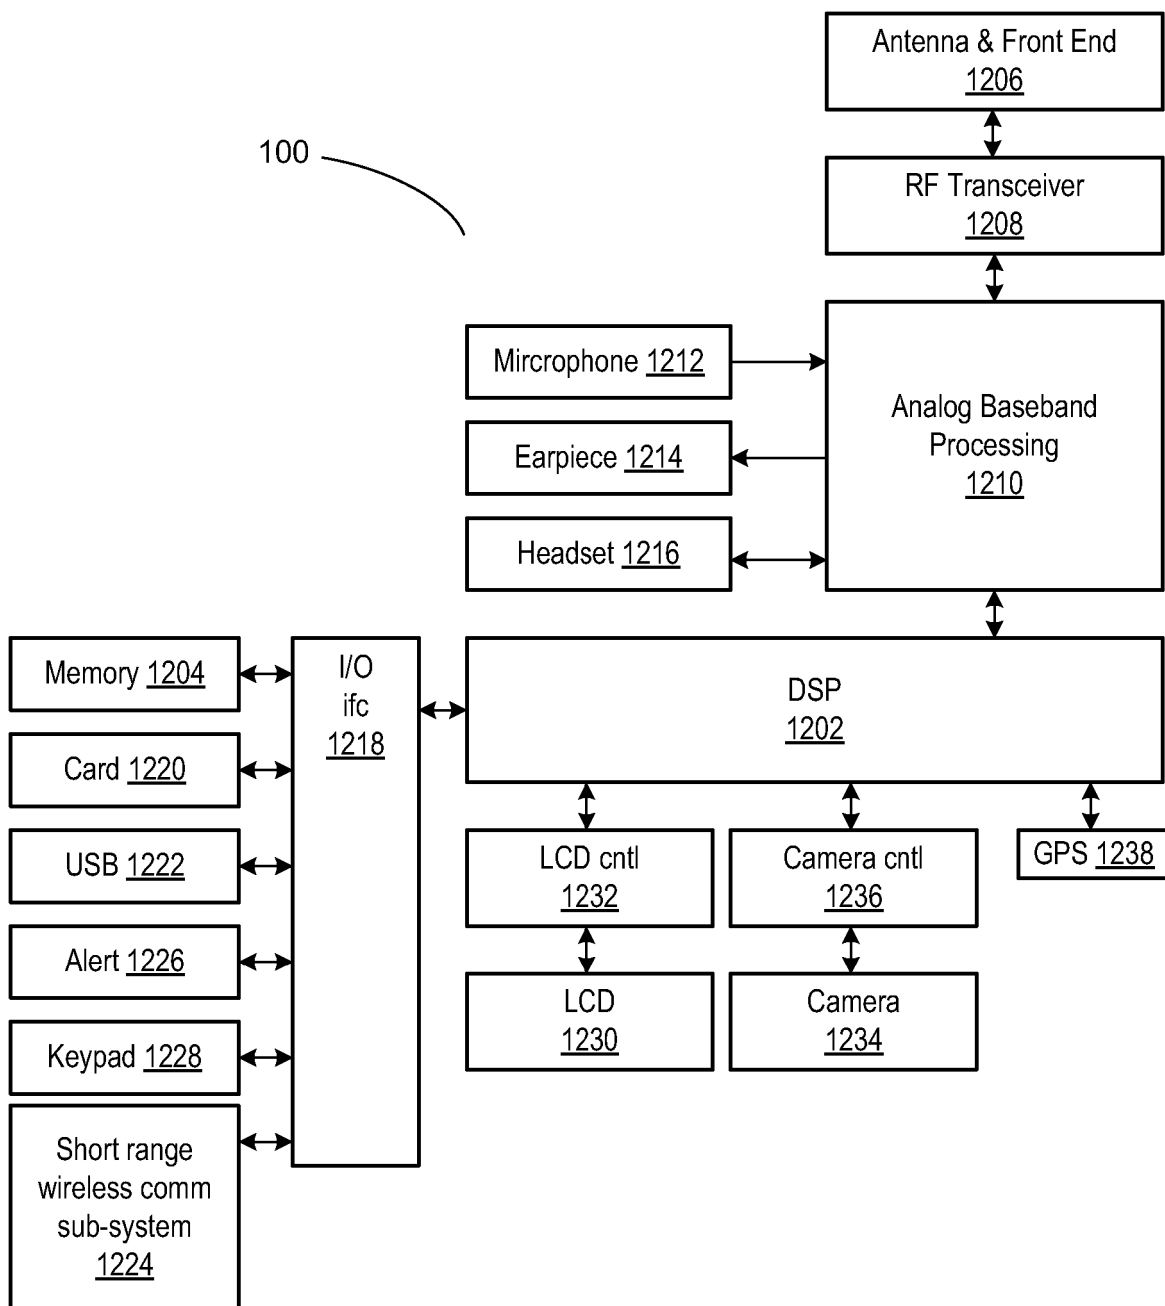 Antenna & Front End
1206
100
RF Transceiver
1208
Mircrophone 1212
Analog Baseband
Processing
1210
Earpiece 1214
Headset 1216
Memory 1204
I/O
ifc
1218
DSP
1202
Card 1220
USB 1222
LCD cntl
1232
Camera cntl
1236
GPS 1238
Alert 1226
LCD
1230
Camera
1234
Keypad 1228
Short range
wireless comm
sub-system
1224